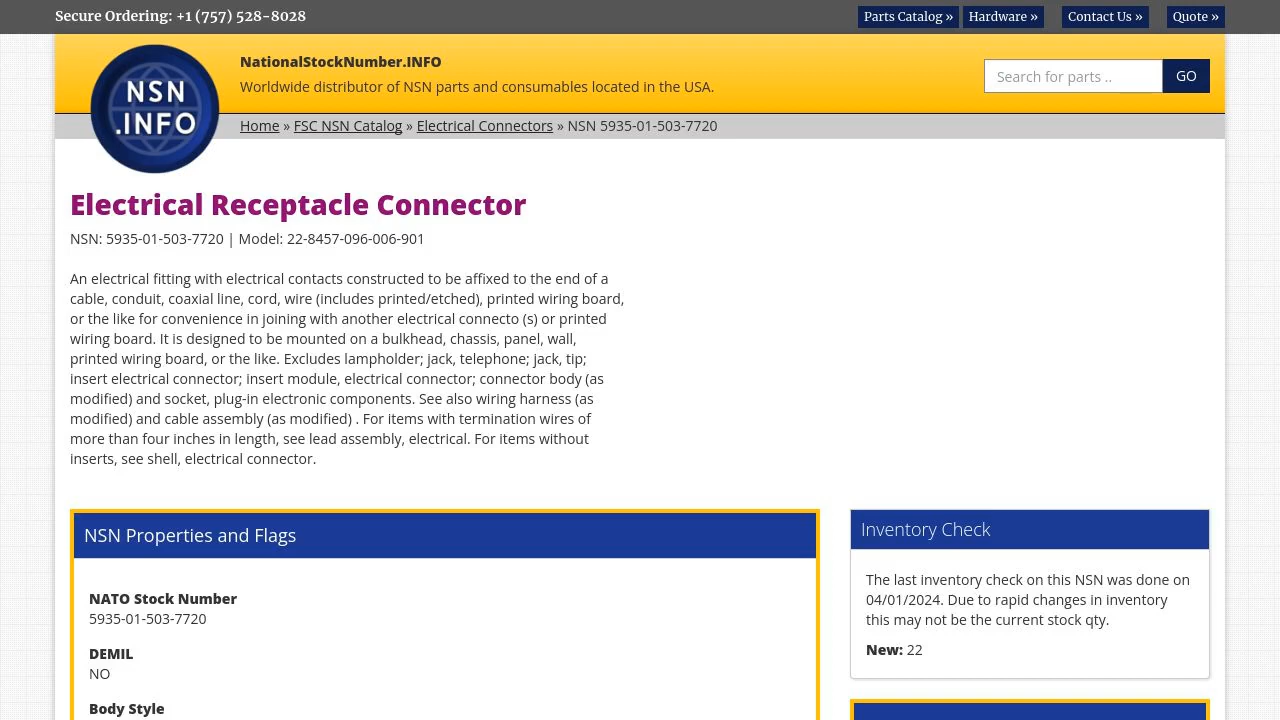 Secure Ordering: +1 (757) 528-8028
Parts Catalog » Hardware » Contact Us » Quote »
NSN
.INFO
NationalStockNumber.INFO
Worldwide distributor of NSN parts and consumables located in the USA.
Search for parts .. GO
Home » FSC NSN Catalog » Electrical Connectors » NSN 5935-01-503-7720
Electrical Receptacle Connector
NSN: 5935-01-503-7720 | Model: 22-8457-096-006-901
An electrical fitting with electrical contacts constructed to be affixed to the end of a
cable, conduit, coaxial line, cord, wire (includes printed/etched), printed wiring board,
or the like for convenience in joining with another electrical connecto (s) or printed
wiring board. It is designed to be mounted on a bulkhead, chassis, panel, wall,
printed wiring board, or the like. Excludes lampholder; jack, telephone; jack, tip;
insert electrical connector; insert module, electrical connector; connector body (as
modified) and socket, plug-in electronic components. See also wiring harness (as
modified) and cable assembly (as modified) . For items with termination wires of
more than four inches in length, see lead assembly, electrical. For items without
inserts, see shell, electrical connector.
NSN Properties and Flags
NATO Stock Number
5935-01-503-7720
DEMIL
NO
Body Style
Inventory Check
The last inventory check on this NSN was done on
04/01/2024. Due to rapid changes in inventory
this may not be the current stock qty.
New: 22